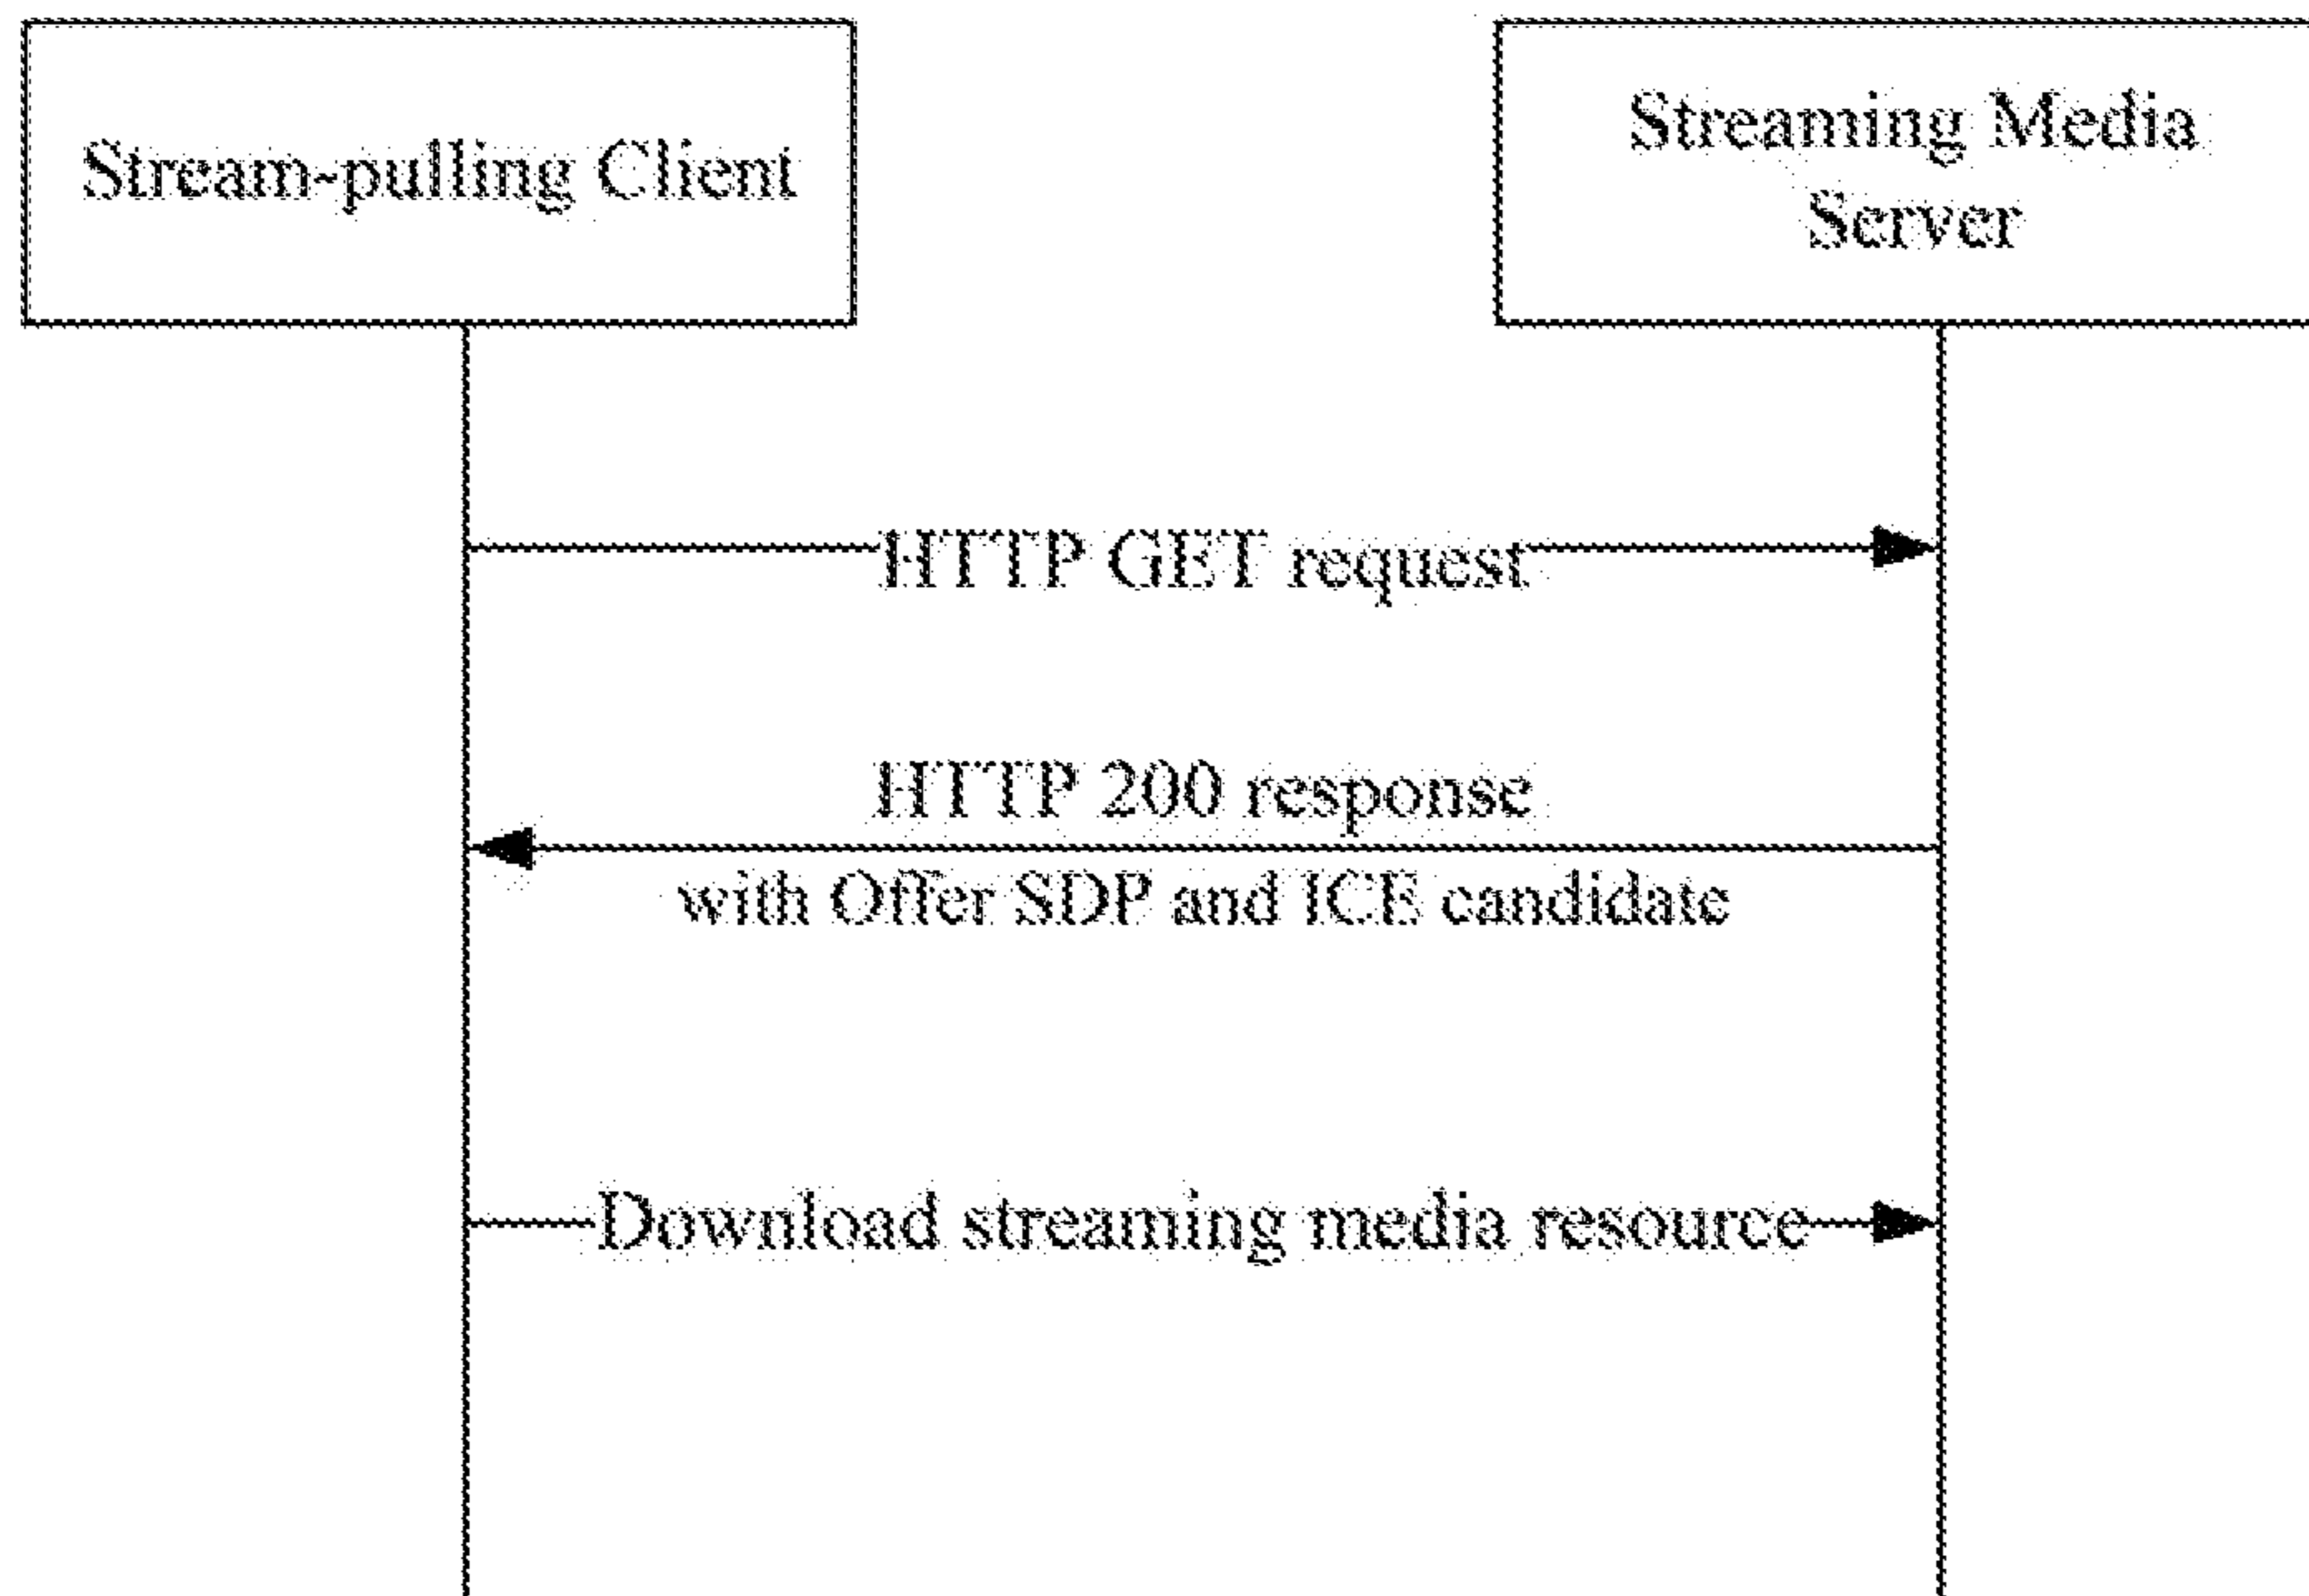 Stream-pulling Client
Streaming Media
Server
HTTP GET request
HTTP 200 response
with Offer SDP and ICE candidate
Download streaming media resource